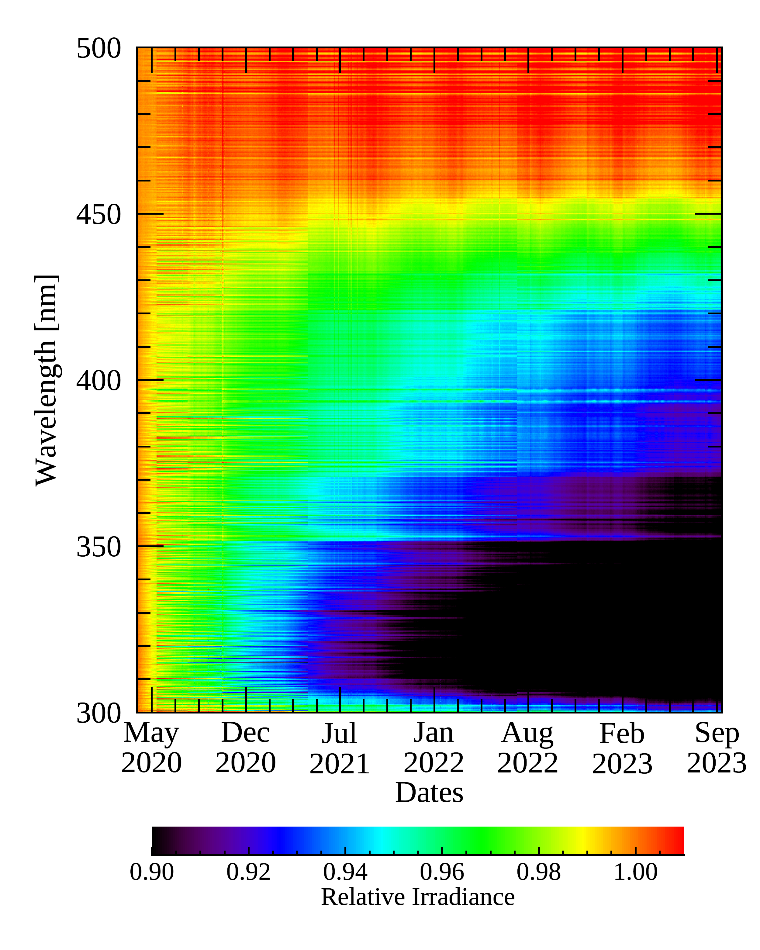 500
450
400
350
300
Wavelength [nm]
May Dec Jul Jan Aug Feb Sep
2020 2020 2021 2022 2022 2023 2023
Dates
0.90 0.92 0.94 0.96 0.98 1.00
Relative Irradiance